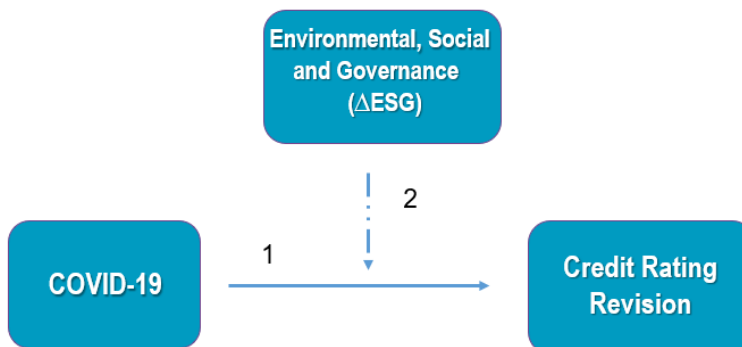 Environmental, Social
and Governance
(∆ESG)
2
1
COVID-19
Credit Rating
Revision